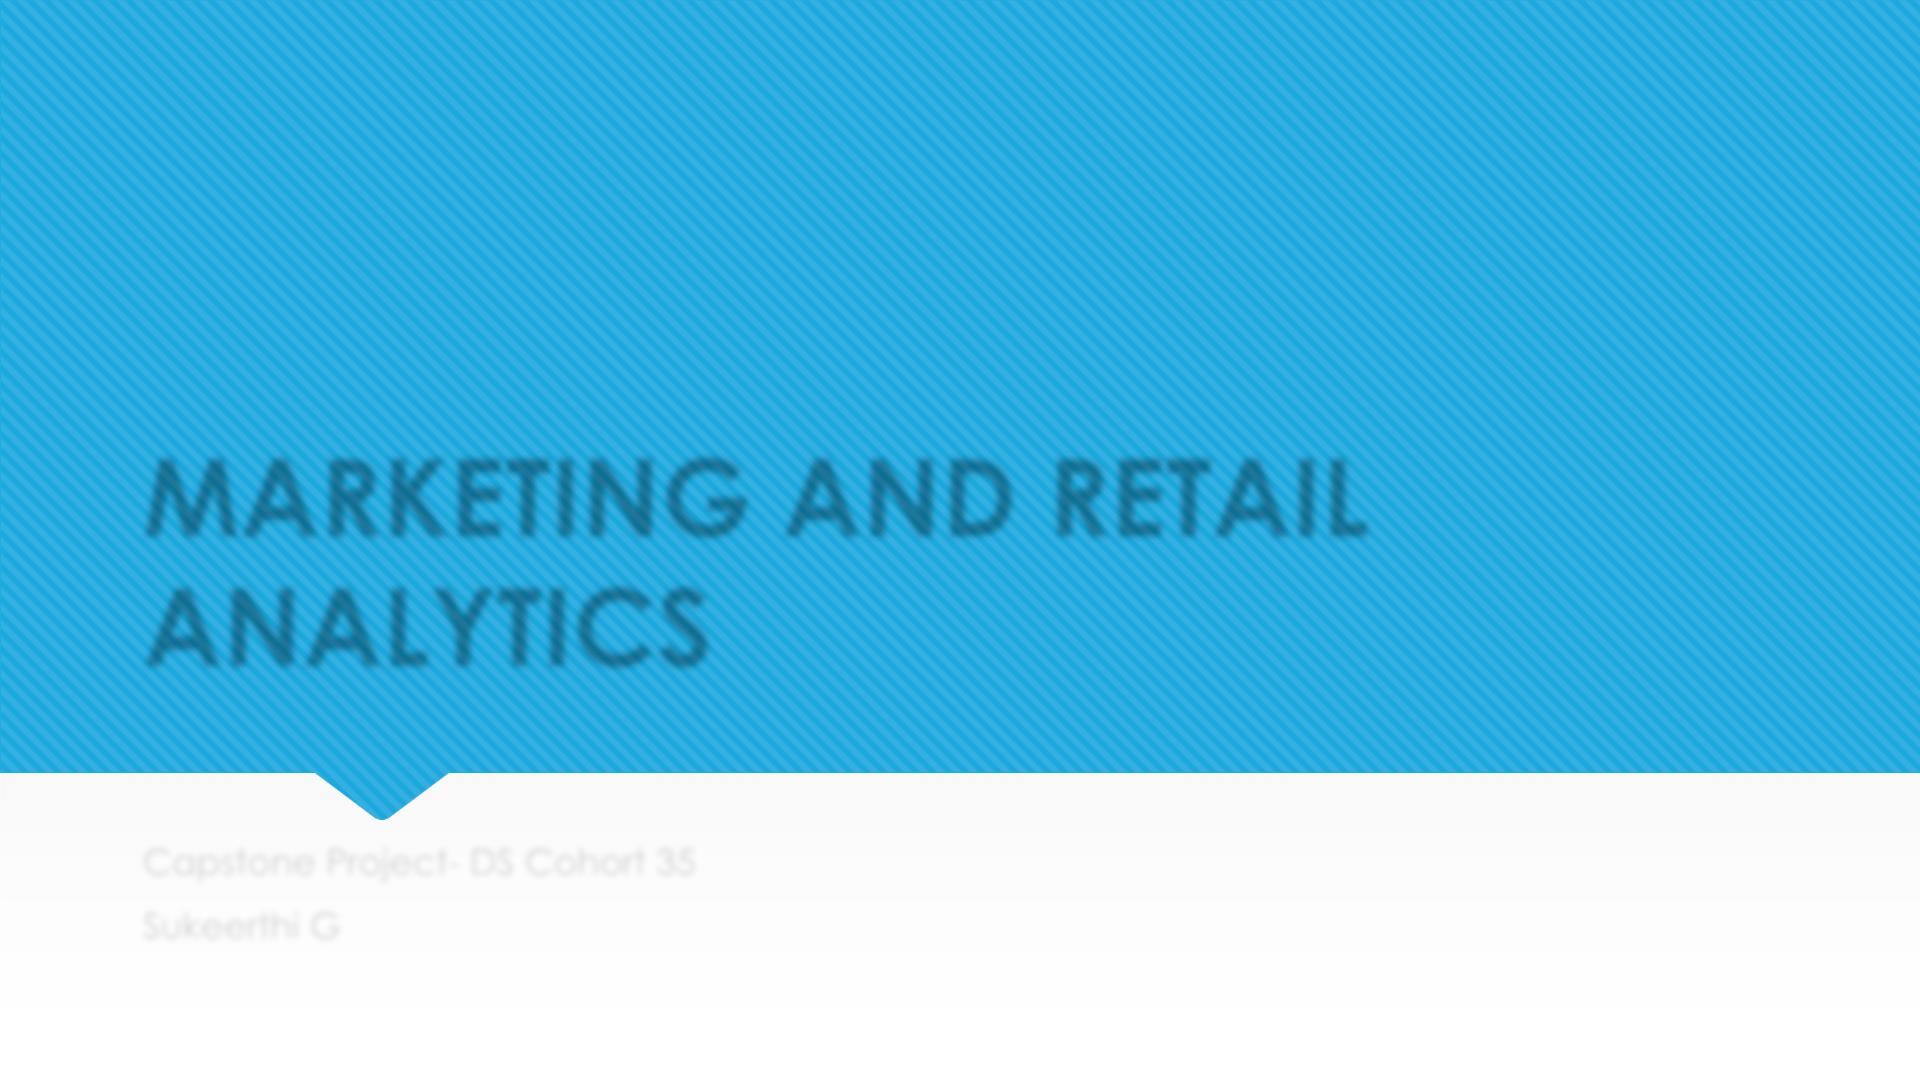 MARKETING AND RETAIL
ANALYTICS
Capstone Project- DS Cohort 35
Sukeerthi G